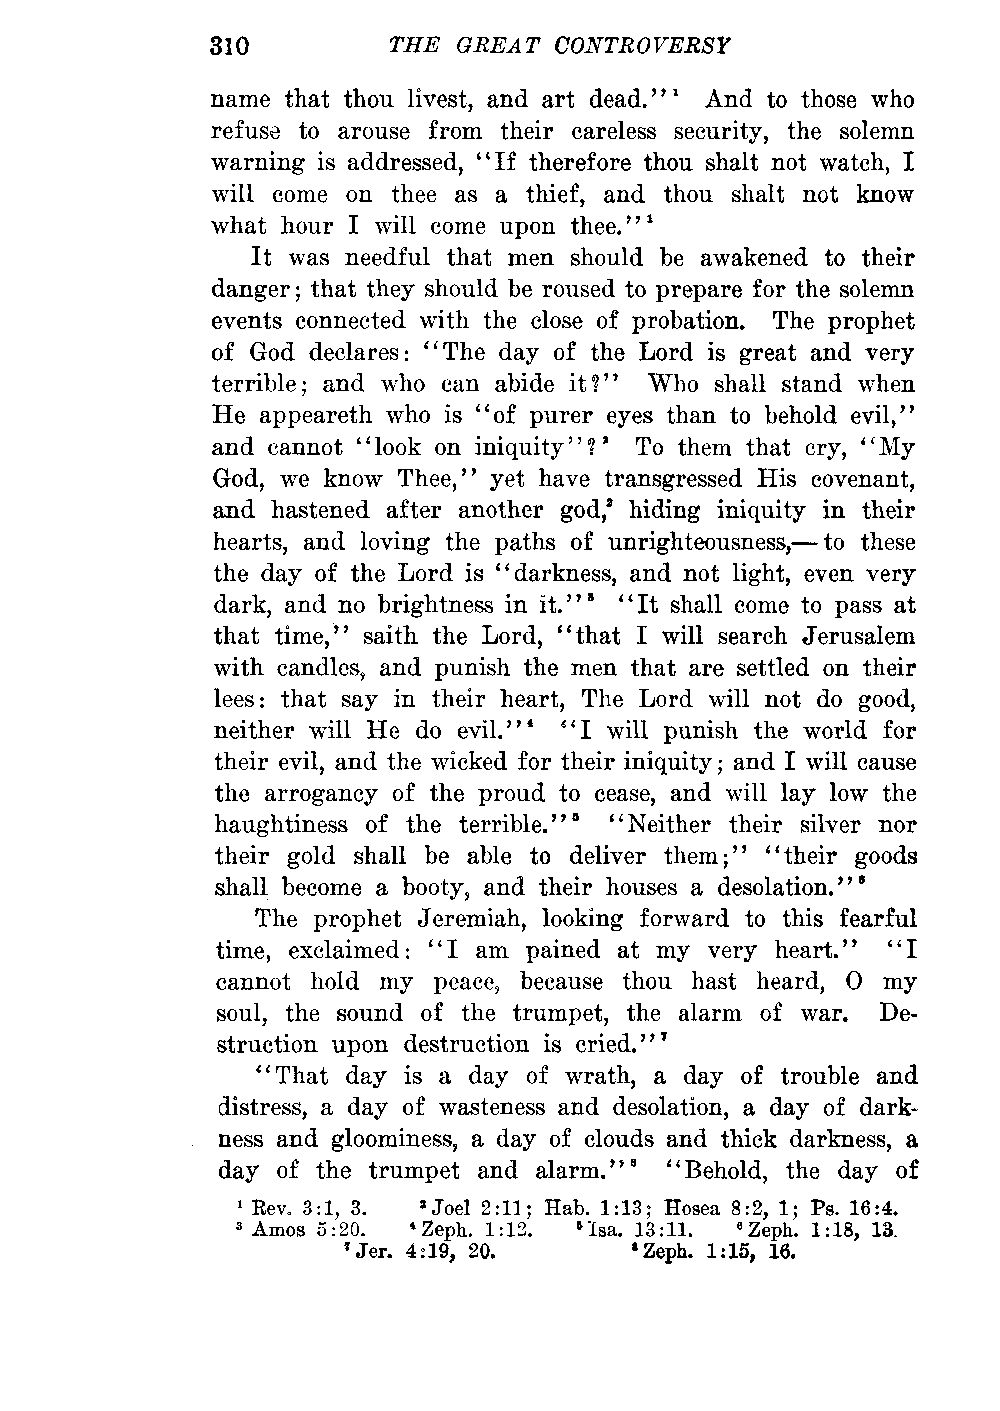 310 THE GREAT CONTROVERSY
name that thou livest, and art dead.''¹ And to those who
refuse to arouse from their careless security, the solemn
warning is addressed, ''If therefore thou shalt not watch, I
will come on thee as a thief, and thou shalt not know
what hour I will come upon thee.''¹
It was needful that men should be awakened to their
danger; that they should be roused to prepare for the solemn
events connected with the close of probation. The prophet
of God declares: ''The day of the Lord is great and very
terrible; and who can abide it?'' Who shall stand when
He appeareth who is ''of purer eyes than to behold evil,''
and cannot ''look on iniquity''?² To them that cry, ''My
God, we know Thee,'' yet have transgressed His covenant,
and hastened after another god,² hiding iniquity in their
hearts, and loving the paths of unrighteousness,—to these
the day of the Lord is ''darkness, and not light, even very
dark, and no brightness in it.''³ ''It shall come to pass at
that time,'' saith the Lord, ''that I will search Jerusalem
with candles, and punish the men that are settled on their
lees: that say in their heart, The Lord will not do good,
neither will He do evil.''⁴ ''I will punish the world for
their evil, and the wicked for their iniquity; and I will cause
the arrogancy of the proud to cease, and will lay low the
haughtiness of the terrible.''⁵ ''Neither their silver nor
their gold shall be able to deliver them;'' ''their goods
shall become a booty, and their houses a desolation.''⁶
The prophet Jeremiah, looking forward to this fearful
time, exclaimed: ''I am pained at my very heart.'' ''I
cannot hold my peace, because thou hast heard, O my
soul, the sound of the trumpet, the alarm of war. De-
struction upon destruction is cried.''⁷
''That day is a day of wrath, a day of trouble and
distress, a day of wasteness and desolation, a day of dark-
ness and gloominess, a day of clouds and thick darkness, a
day of the trumpet and alarm.''⁸ ''Behold, the day of
¹ Rev. 3:1, 3. ² Joel 2:11; Hab. 1:13; Hosea 8:2, 1; Ps. 16:4.
³ Amos 5:20. ⁴ Zeph. 1:12. ⁵ Isa. 13:11. ⁶ Zeph. 1:18, 13.
⁷ Jer. 4:19, 20. ⁸ Zeph. 1:15, 16.